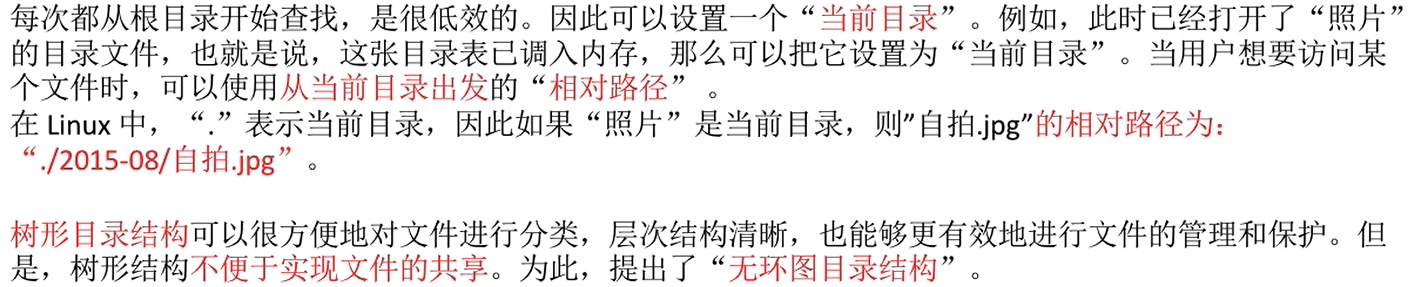 每次都从根目录开始查找，是很低效的。因此可以设置一个“当前目录”。例如，此时已经打开了“照片”
的目录文件，也就是说，这张目录表已调入内存，那么可以把它设置为“当前目录”。当用户想要访问某
个文件时，可以使用从当前目录出发的“相对路径”。
在 Linux 中，“.”表示当前目录，因此如果“照片”是当前目录，则”自拍.jpg”的相对路径为：
“./2015-08/自拍.jpg”。
树形目录结构可以很方便地对文件进行分类，层次结构清晰，也能够更有效地进行文件的管理和保护。但
是，树形结构不便于实现文件的共享。为此，提出了“无环图目录结构”。